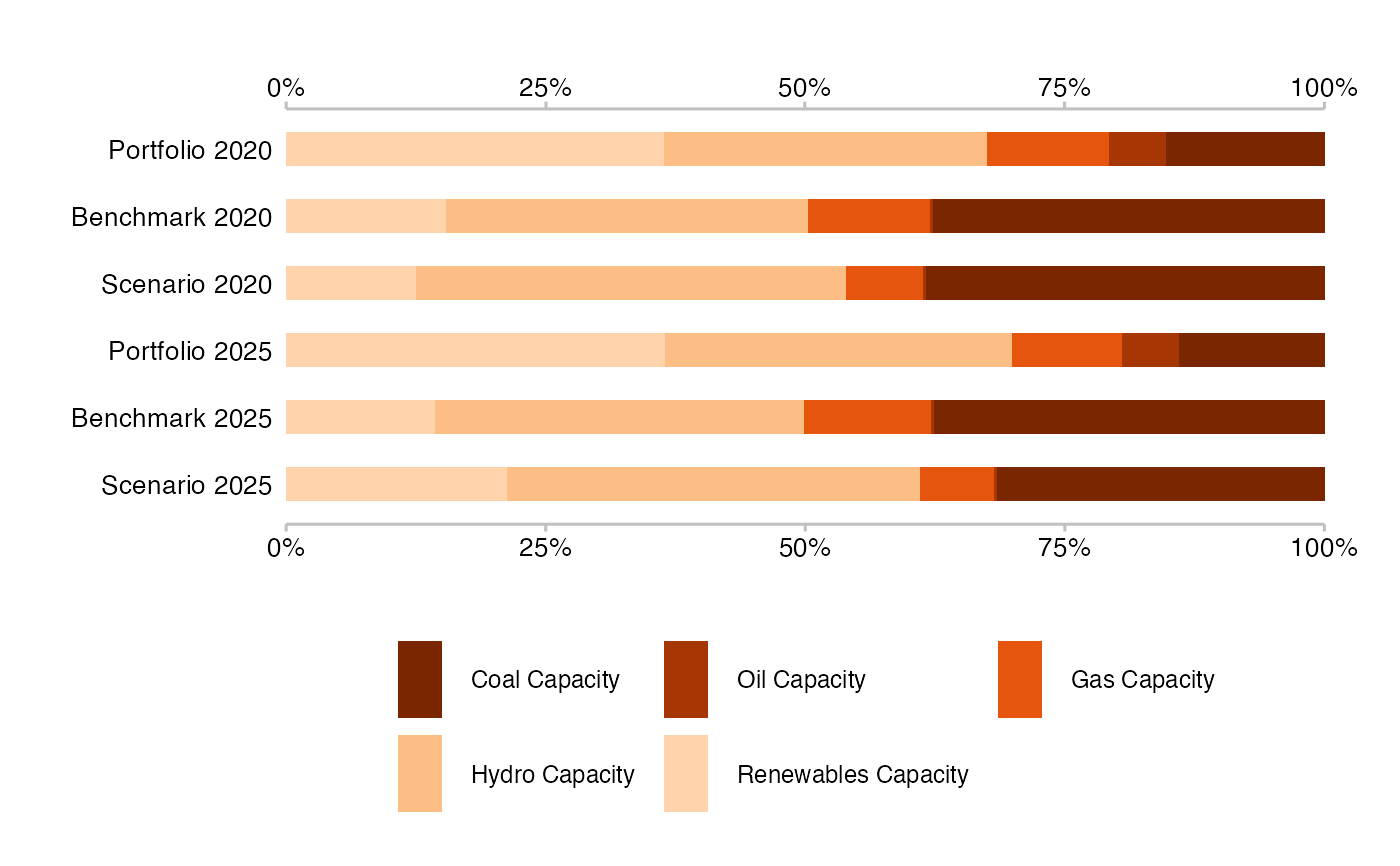 0% 25% 50% 75% 100%
Portfolio 2020
Benchmark 2020
Scenario 2020
Portfolio 2025
Benchmark 2025
Scenario 2025
0% 25% 50% 75% 100%
Coal Capacity Oil Capacity Gas Capacity
Hydro Capacity Renewables Capacity